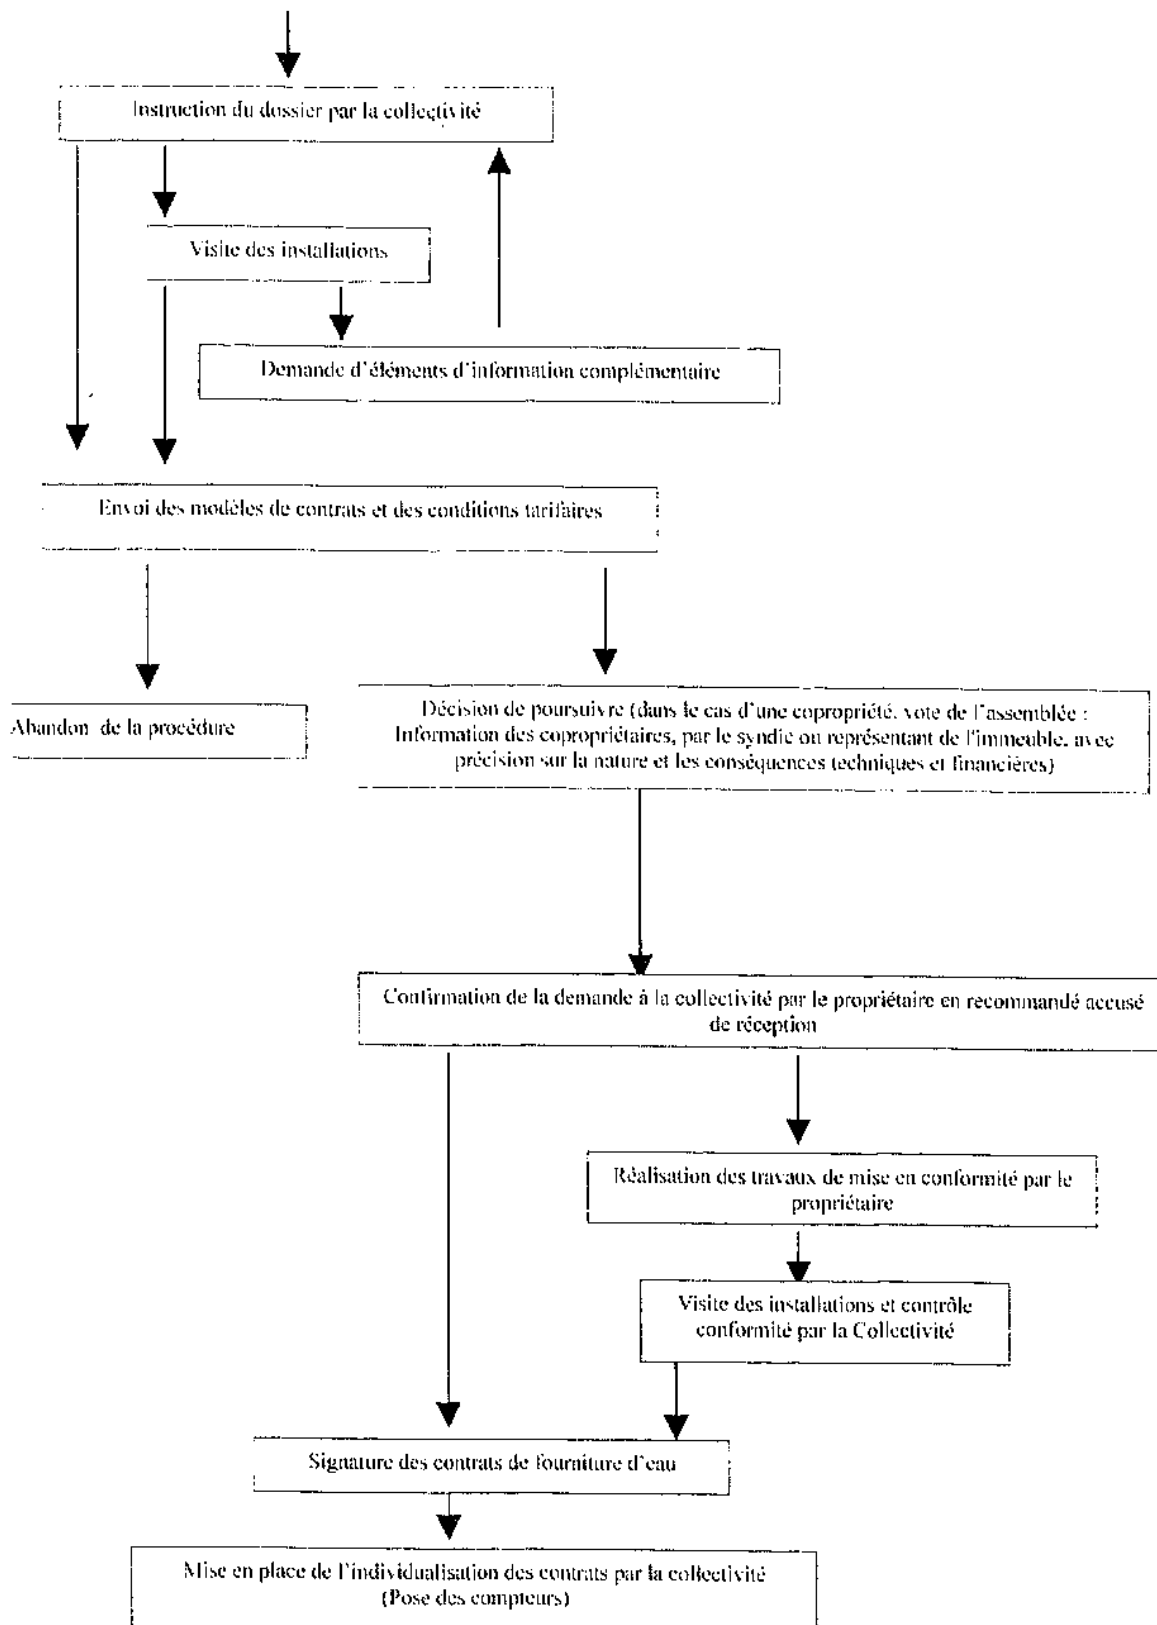 Instruction du dossier par la collectivité
Visite des installations
Demande d'éléments d'information complémentaire
Envoi des modèles de contrats et des conditions tarifaires
Abandon de la procédure
Décision de poursuivre (dans le cas d'une copropriété, vote de l'assemblée :
Information des copropriétaires, par le syndic ou représentant de l'immeuble, avec
précision sur la nature et les conséquences techniques et financières)
Confirmation de la demande à la collectivité par le propriétaire en recommandé accusé
de réception
Réalisation des travaux de mise en conformité par le
propriétaire
Visite des installations et contrôle
conformité par la Collectivité
Signature des contrats de fourniture d'eau
Mise en place de l'individualisation des contrats par la collectivité
(Pose des compteurs)